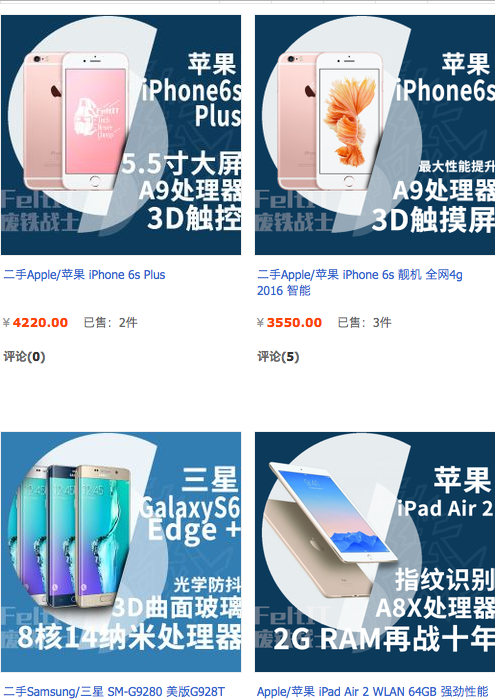 苹果
iPhone6s
Plus
5.5寸大屏
A9处理器
3D触控
FeltIT
废铁战士
苹果
iPhone6s
最大性能提升
A9处理器
3D触摸屏
FeltIT
废铁战士
二手Apple/苹果 iPhone 6s Plus
二手Apple/苹果 iPhone 6s 靓机 全网4g
2016 智能
¥4220.00 已售：2件
¥3550.00 已售：3件
评论(0)
评论(5)
三星
GalaxyS6
Edge +
光学防抖
3D曲面玻璃
8核14纳米处理器
苹果
iPad Air 2
指纹识别
A8X处理器
2G RAM再战十年
二手Samsung/三星 SM-G9280 美版G928T
Apple/苹果 iPad Air 2 WLAN 64GB 强劲性能